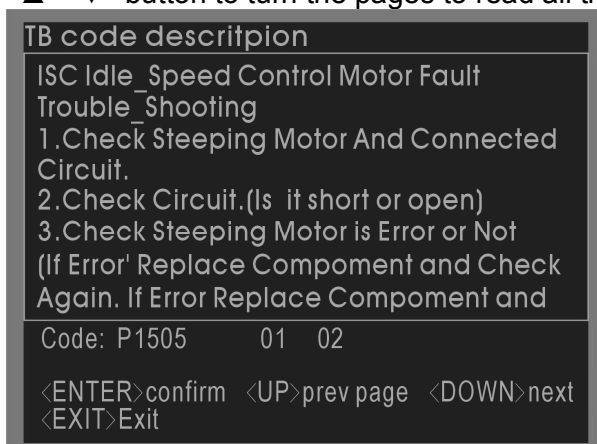 TB code descritpion
ISC Idle_Speed Control Motor Fault
Trouble_Shooting
1.Check Steeping Motor And Connected
Circuit.
2.Check Circuit.(Is it short or open)
3.Check Steeping Motor is Error or Not
(If Error' Replace Compoment and Check
Again. If Error Replace Compoment and
Code: P1505 01 02
<ENTER>confirm <UP>prev page <DOWN>next
<EXIT>Exit